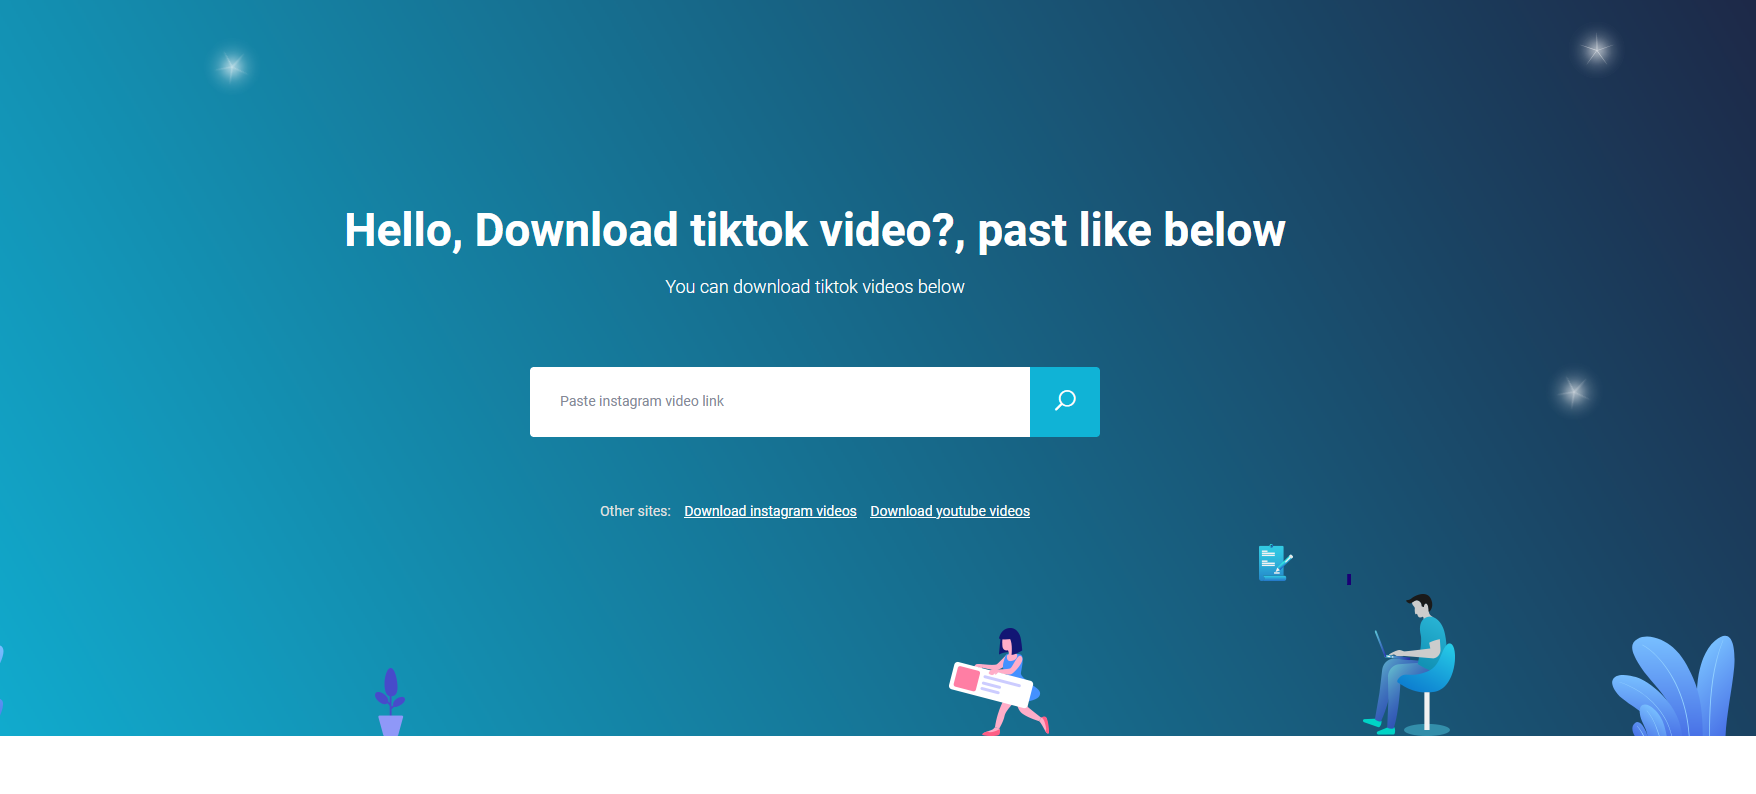 Hello, Download tiktok video?, past like below
You can download tiktok videos below
Paste instagram video link
Other sites: Download instagram videos Download youtube videos